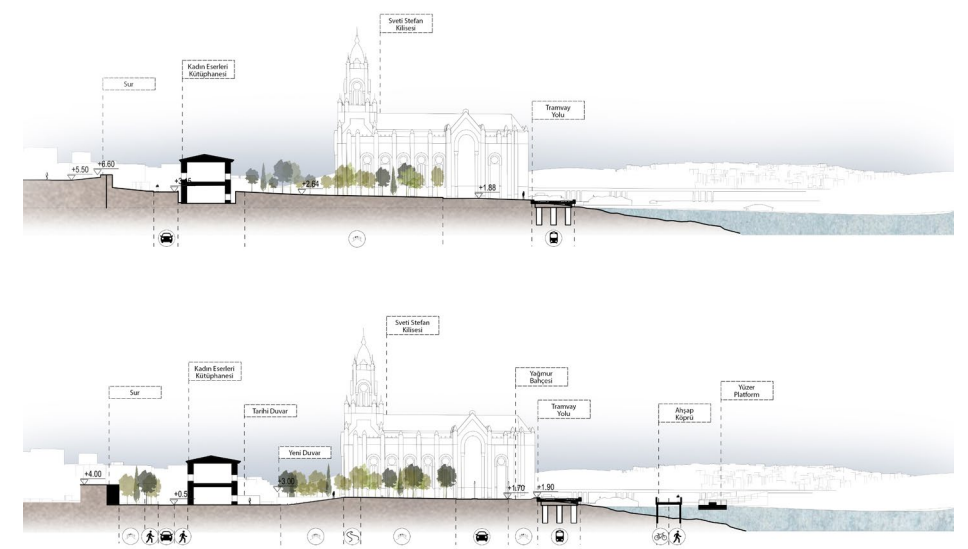 Sveti Stefan
Kilisesi
Kadın Eserleri
Kütüphanesi
Sur
Tramvay
Yolu
+6.60
+5.50
+2.64
+1.88
Sveti Stefan
Kilisesi
Kadın Eserleri
Kütüphanesi
Yağmur
Bahçesi
Sur
Yüzer
Platform
Tarihi Duvar
Tramvay
Yolu
Ahşap
Köprü
Yeni Duvar
+4.00
+3.00
+1.70
+1.90